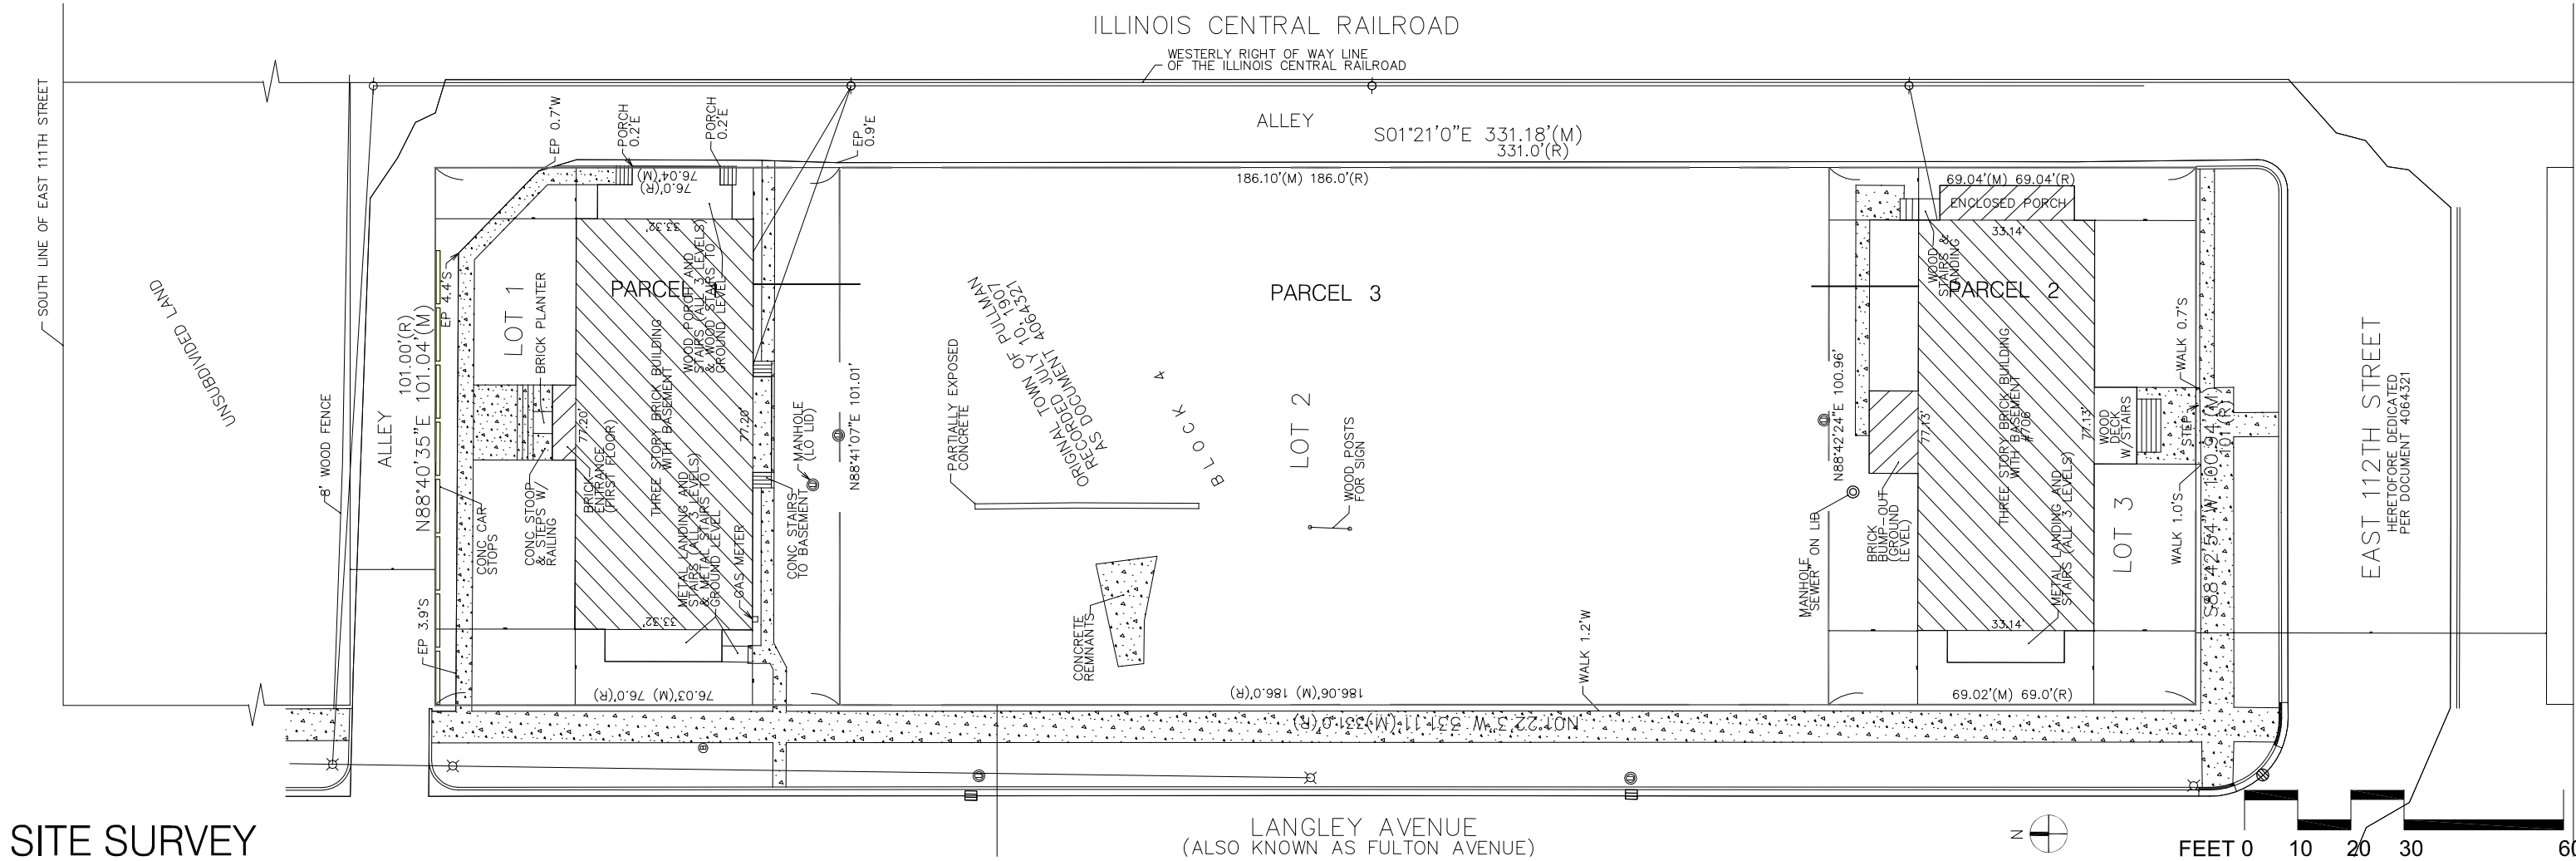 ILLINOIS CENTRAL RAILROAD
WESTERLY RIGHT OF WAY LINE
OF THE ILLINOIS CENTRAL RAILROAD
SOUTH LINE OF EAST 111TH STREET
UNSUBDIVIDED LAND
8' WOOD FENCE
ALLEY
101.00'(R)
N88°40'35"E 101.04'(M)
EP 4.4'S
EP 3.9'S
CONC CAR
STOPS
EP 0.7'W
PORCH
0.2'E
PORCH
0.2'E
EP
0.9'E
ALLEY
S01°21'0"E 331.18'(M)
331.0'(R)
76.04'(M)
76.0'(R)
186.10'(M) 186.0'(R)
69.04'(M) 69.04'(R)
LOT 1
BRICK PLANTER
CONC STOOP
& STEPS W/
RAILING
BRICK
ENTRANCE
(FIRST FLOOR)
77.20'
33.32'
PARCEL
THREE STORY BRICK BUILDING
WITH BASEMENT
WOOD PORCH AND
STAIRS (ALL 3 LEVELS)
& WOOD STAIRS TO
GROUND LEVEL
METAL LANDING AND
STAIRS (ALL 3 LEVELS)
& METAL STAIRS TO
GROUND LEVEL
GAS METER
77.20'
33.32'
CONC STAIRS
TO BASEMENT
MANHOLE
(LO LID)
N88°41'07"E 101.01'
76.03'(M) 76.0'(R)
PARTIALLY EXPOSED
CONCRETE
ORIGINAL TOWN OF PULLMAN
RECORDED JULY 10, 1907
AS DOCUMENT 4064321
BLOCK 4
PARCEL 3
LOT 2
WOOD POSTS
FOR SIGN
CONCRETE
REMNANTS
WALK 1.2'W
186.06'(M) 186.0'(R)
N01°22'3"W 331.11'(M) 331.0'(R)
MANHOLE
SEWER" ON LID
N88°42'24"E 100.96'
BRICK
BUMP-OUT
(GROUND
LEVEL)
ENCLOSED PORCH
33.14'
WOOD
STAIRS &
LANDING
PARCEL 2
77.13'
THREE STORY BRICK BUILDING
WITH BASEMENT
#706
77.13'
METAL LANDING AND
STAIRS (ALL 3 LEVELS)
33.14'
WOOD
DECK
W/STAIRS
STEP
LOT 3
WALK 0.7'S
WALK 1.0'S
S88°42'54"W 100.94'(M)
101'(R)
69.02'(M) 69.0'(R)
EAST 112TH STREET
HERETOFORE DEDICATED
PER DOCUMENT 4064321
LANGLEY AVENUE
(ALSO KNOWN AS FULTON AVENUE)
SITE SURVEY
N
FEET 0 10 20 30 60